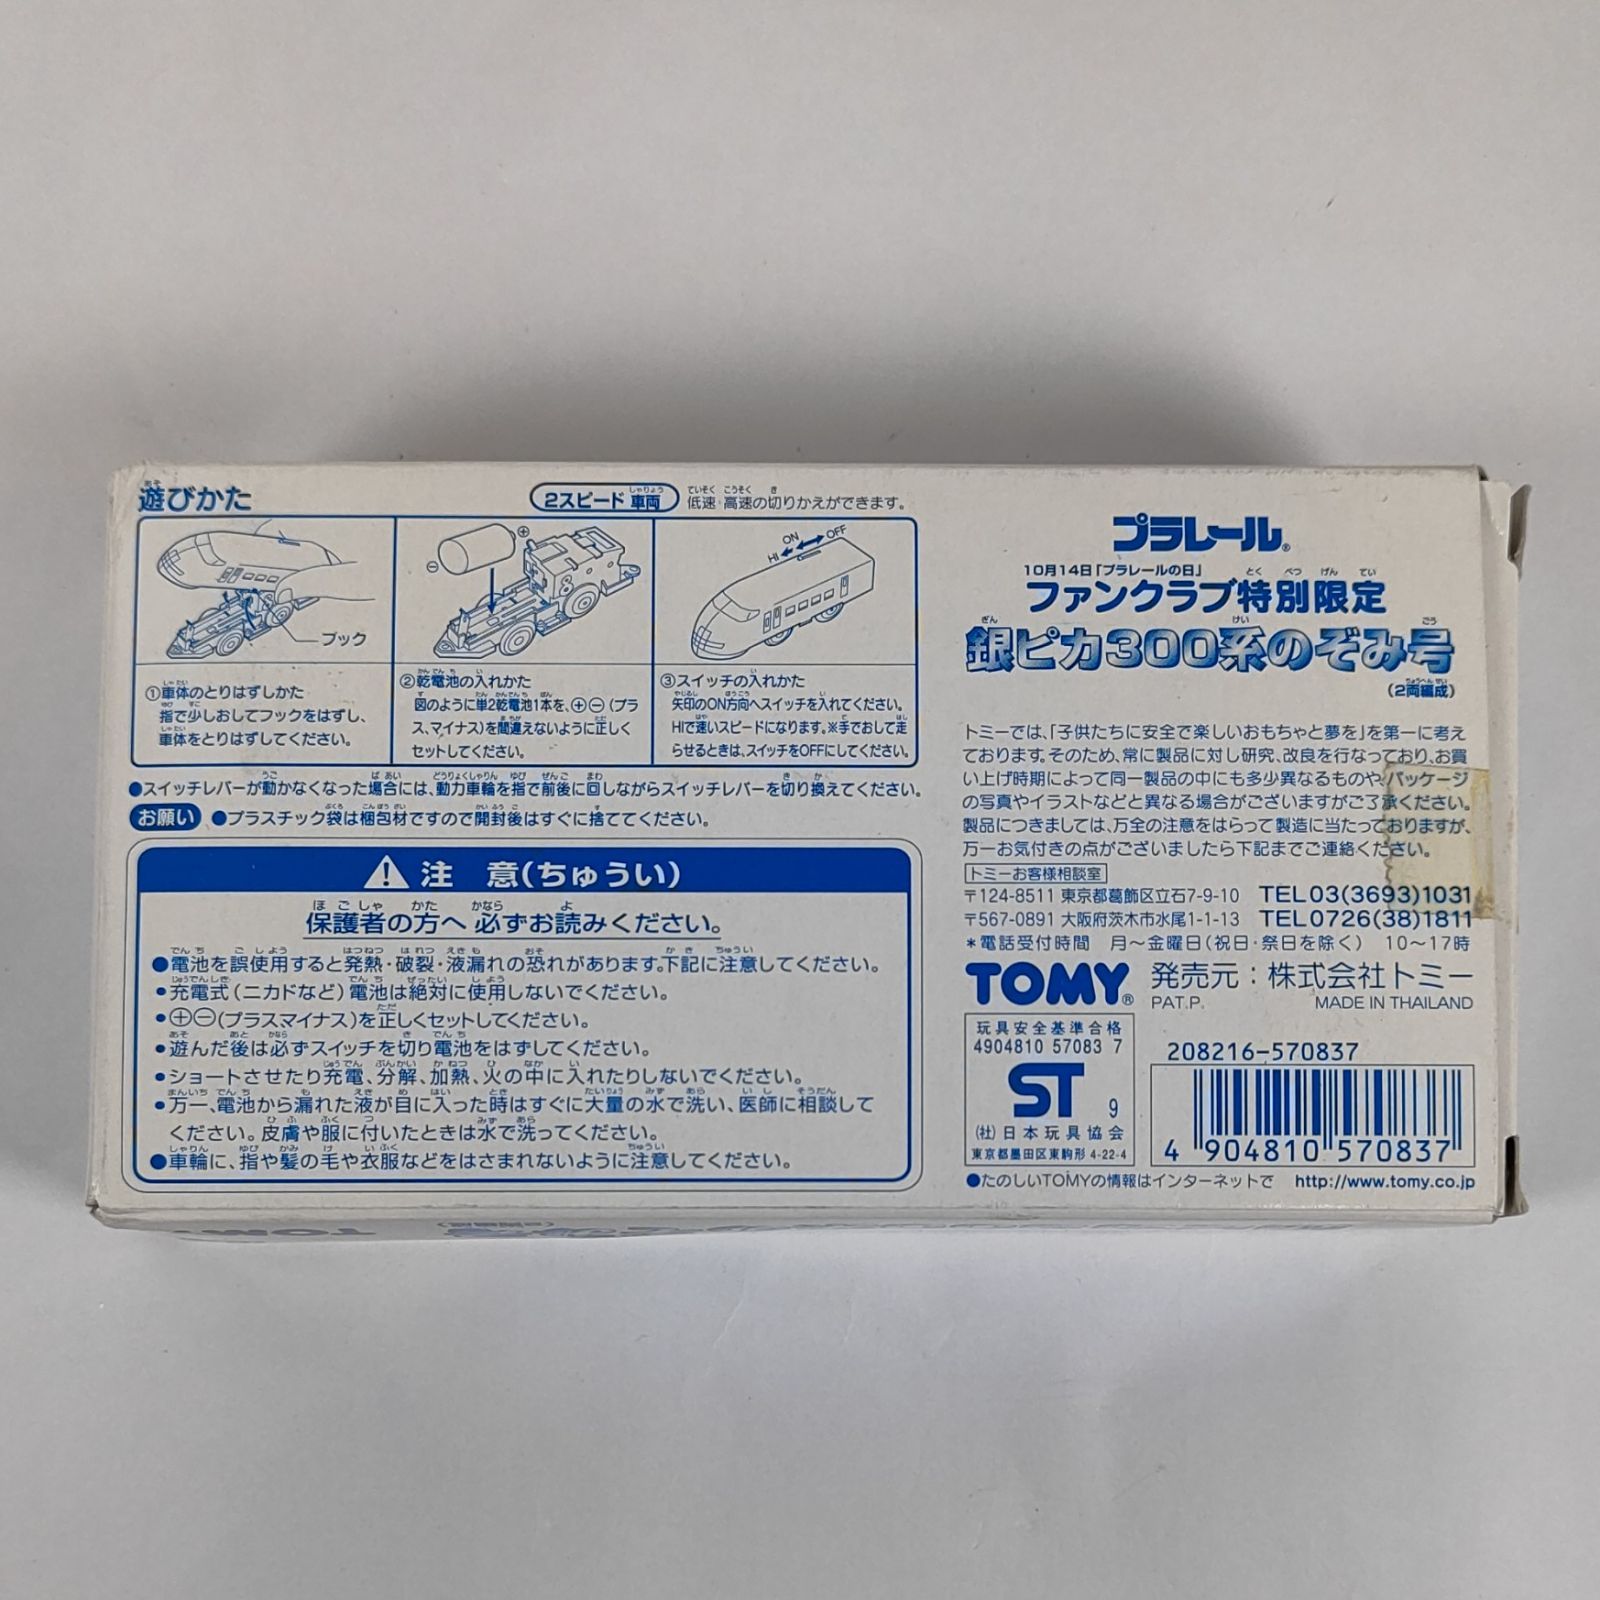 遊びかた
2スピード 車両 低速・高速の切りかえができます。
フック
①車体のとりはずしかた
指で少しおしてフックをはずし、
車体をとりはずしてください。
②乾電池の入れかた
図のように単2乾電池1本を、⊕⊖(プラ
ス、マイナス)を間違えないように正しく
セットしてください。
HI ON OFF
③スイッチの入れかた
矢印のON方向へスイッチを入れてください。
HIで速いスピードになります。※手でおして走
らせるときは、スイッチをOFFにしてください。
●スイッチレバーが動かなくなった場合には、動力車輪を指で前後に回しながらスイッチレバーを切り換えてください。
お願い ●プラスチック袋は梱包材ですので開封後はすぐに捨ててください。
注 意(ちゅうい)
保護者の方へ 必ずお読みください。
●電池を誤使用すると発熱・破裂・液漏れの恐れがあります。下記に注意してください。
・充電式(ニカドなど)電池は絶対に使用しないでください。
・⊕⊖(プラスマイナス)を正しくセットしてください。
・遊んだ後は必ずスイッチを切り電池をはずしてください。
・ショートさせたり充電、分解、加熱、火の中に入れたりしないでください。
・万一、電池から漏れた液が目に入った時はすぐに大量の水で洗い、医師に相談して
ください。皮膚や服に付いたときは水で洗ってください。
●車輪に、指や髪の毛や衣服などをはさまれないように注意してください。
プラレール®
10月14日「プラレールの日」
ファンクラブ特別限定
銀ピカ300系のぞみ号
(2両編成)
トミーでは、「子供たちに安全で楽しいおもちゃと夢を」を第一に考え
ております。そのため、常に製品に対し研究、改良を行なっており、お買
い上げ時期によって同一製品の中にも多少異なるものや、パッケージ
の写真やイラストなどと異なる場合がございますがご了承ください。
製品につきましては、万全の注意をはらって製造に当たっておりますが、
万一お気付きの点がございましたら下記までご連絡ください。
トミーお客様相談室
〒124-8511 東京都葛飾区立石7-9-10 TEL03(3693)1031
〒567-0891 大阪府茨木市水尾1-1-13 TEL0726(38)1811
*電話受付時間 月~金曜日(祝日・祭日を除く) 10~17時
TOMY® 発売元:株式会社トミー
PAT.P. MADE IN THAILAND
玩具安全基準合格
4904810 57083 7
ST 9
(社)日本玩具協会
東京都墨田区東駒形 4-22-4
208216-570837
4 904810 570837
●たのしいTOMYの情報はインターネットで http://www.tomy.co.jp
TOMY